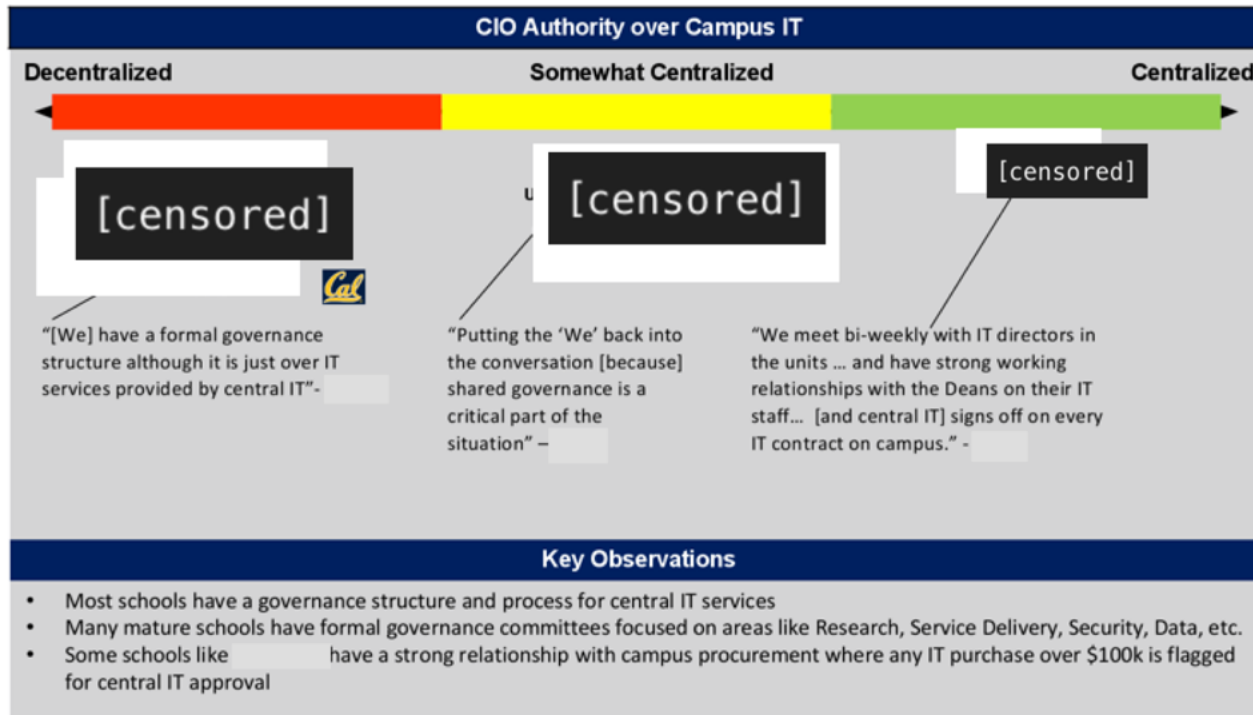 CIO Authority over Campus IT
Decentralized
Somewhat Centralized
Centralized
[censored]
[censored]
[censored]
Cal
“[We] have a formal governance
structure although it is just over IT
services provided by central IT”-
“Putting the ‘We’ back into
the conversation [because]
shared governance is a
critical part of the
situation” –
“We meet bi-weekly with IT directors in
the units … and have strong working
relationships with the Deans on their IT
staff… [and central IT] signs off on every
IT contract on campus.” -
Key Observations
• Most schools have a governance structure and process for central IT services
• Many mature schools have formal governance committees focused on areas like Research, Service Delivery, Security, Data, etc.
• Some schools like have a strong relationship with campus procurement where any IT purchase over $100k is flagged
for central IT approval